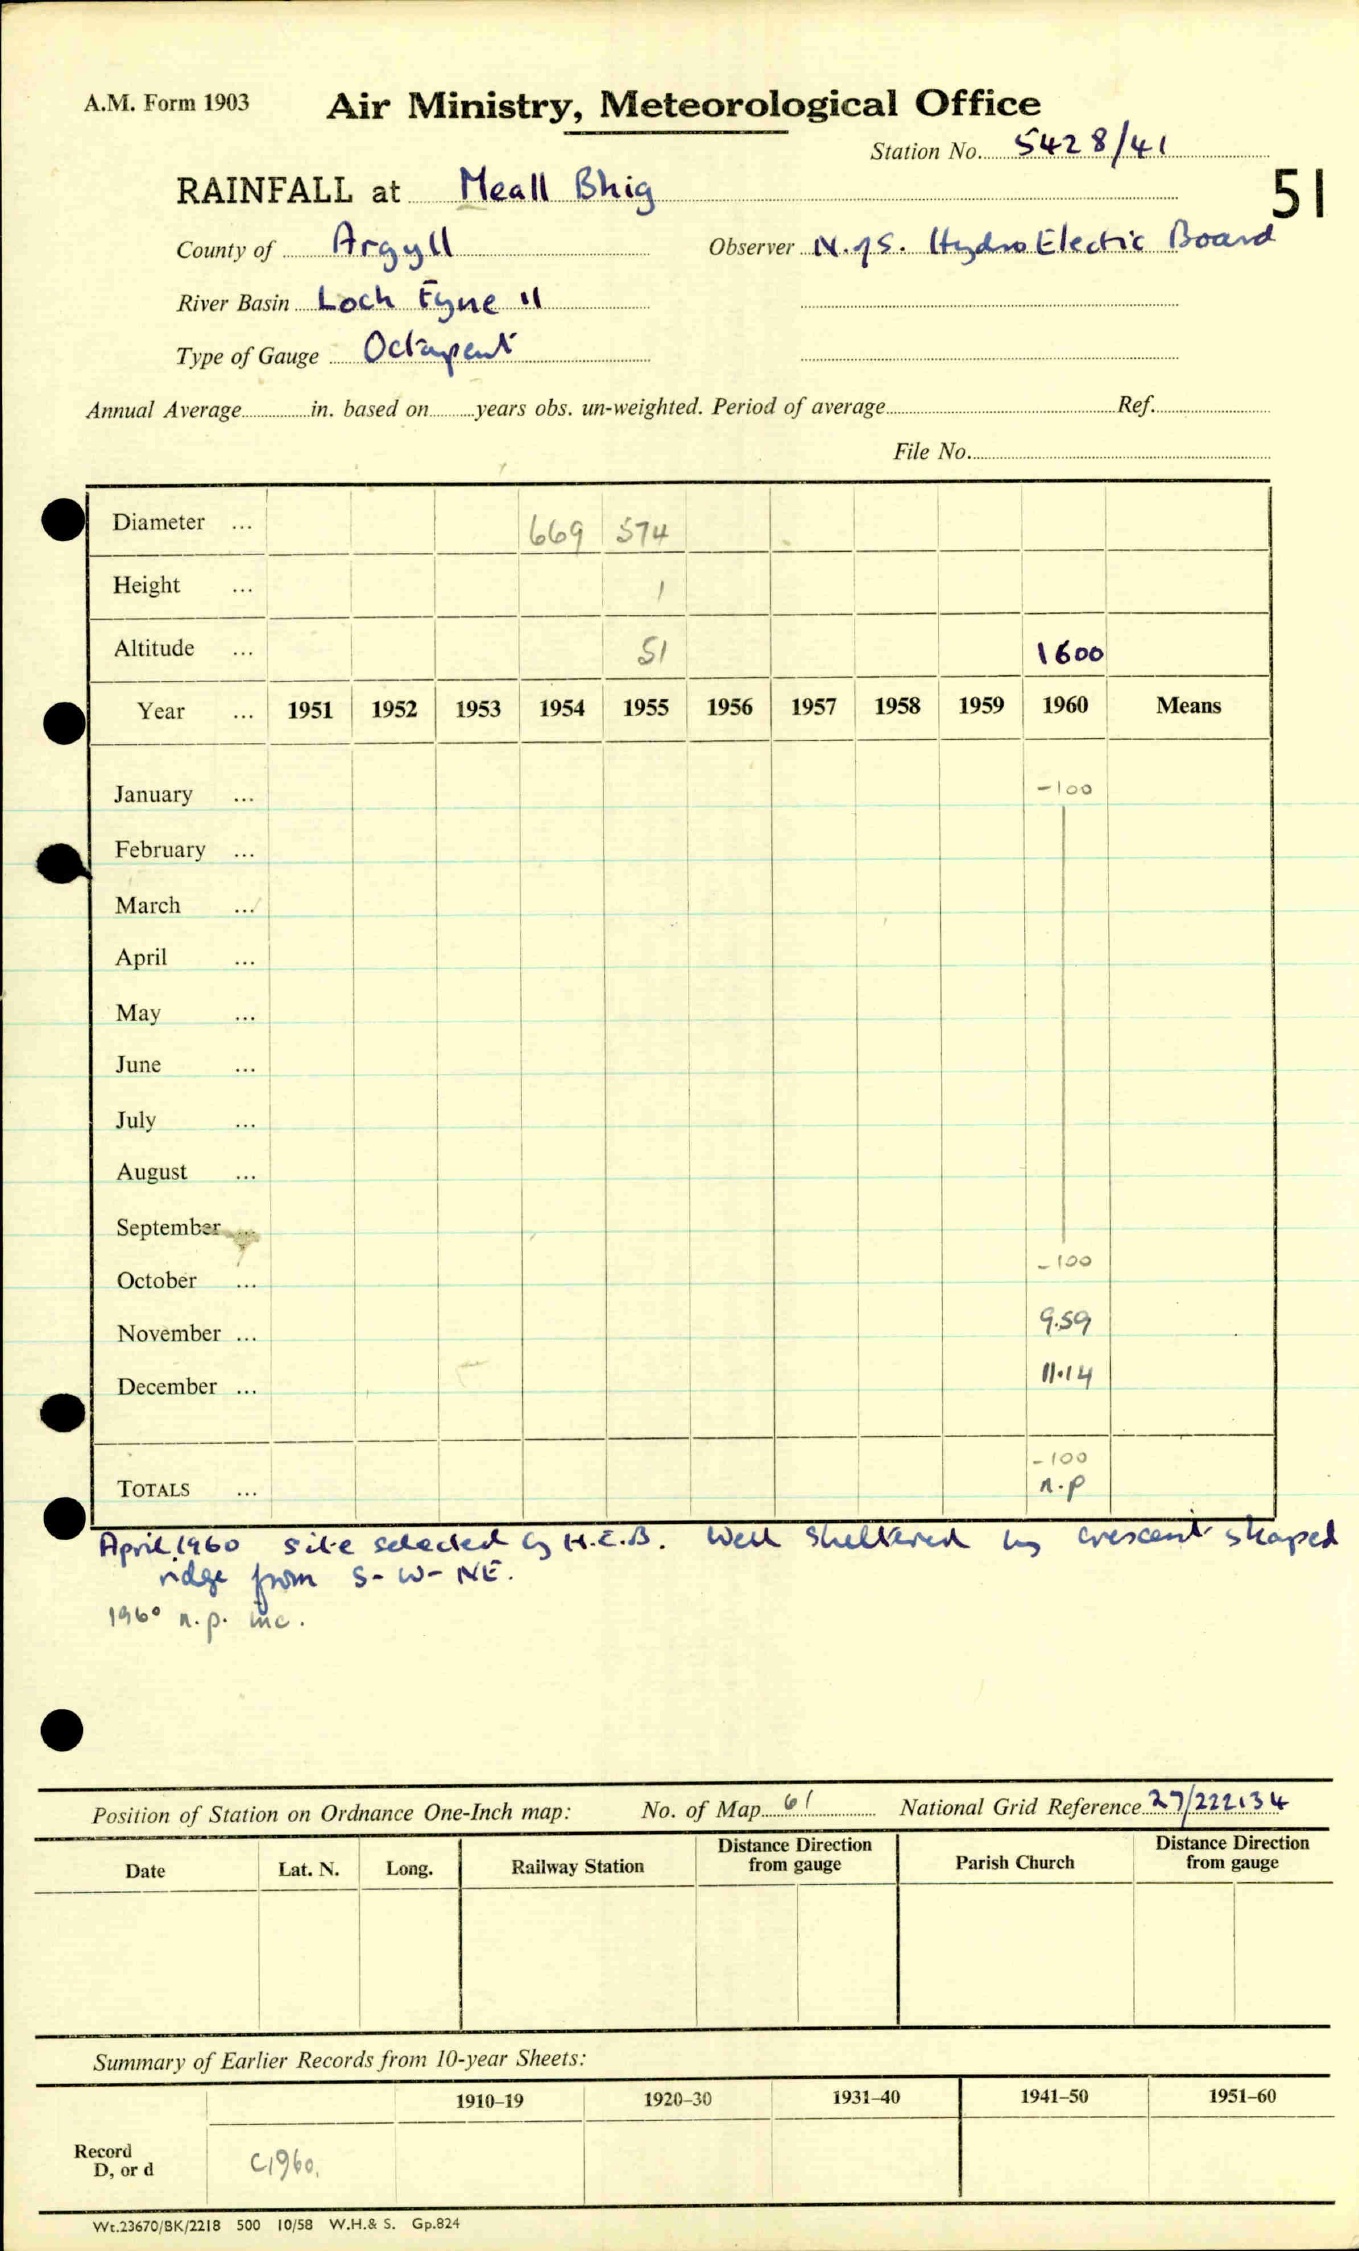 A.M. Form 1903 Air Ministry, Meteorological Office
Station No. 5428/41
RAINFALL at Meall Bhig 51
County of Argyll Observer N. of S. Hydro Electric Board
River Basin Loch Fyne 11
Type of Gauge Octapent
Annual Average in. based on years obs. un-weighted. Period of average Ref.
File No.
Diameter ... 669 574
Height ... 1
Altitude ... 51 1600
Year ... 1951 1952 1953 1954 1955 1956 1957 1958 1959 1960 Means
January ... -100
February ...
March ...
April ...
May ...
June ...
July ...
August ...
September ...
October ... -100
November ... 9.59
December ... 11.14
-100
TOTALS ... n.p
April 1960 site selected by H.E.B. Well sheltered by crescent shaped
ridge from S-W-NE.
1960 n.p. inc.
Position of Station on Ordnance One-Inch map: No. of Map 61 National Grid Reference 27/222134
Date Lat. N. Long. Railway Station Distance Direction from gauge Parish Church Distance Direction from gauge
Summary of Earlier Records from 10-year Sheets:
1910–19 1920–30 1931–40 1941–50 1951–60
Record
D, or d C1960.
Wt.23670/BK/2218 500 10/58 W.H.& S. Gp.824